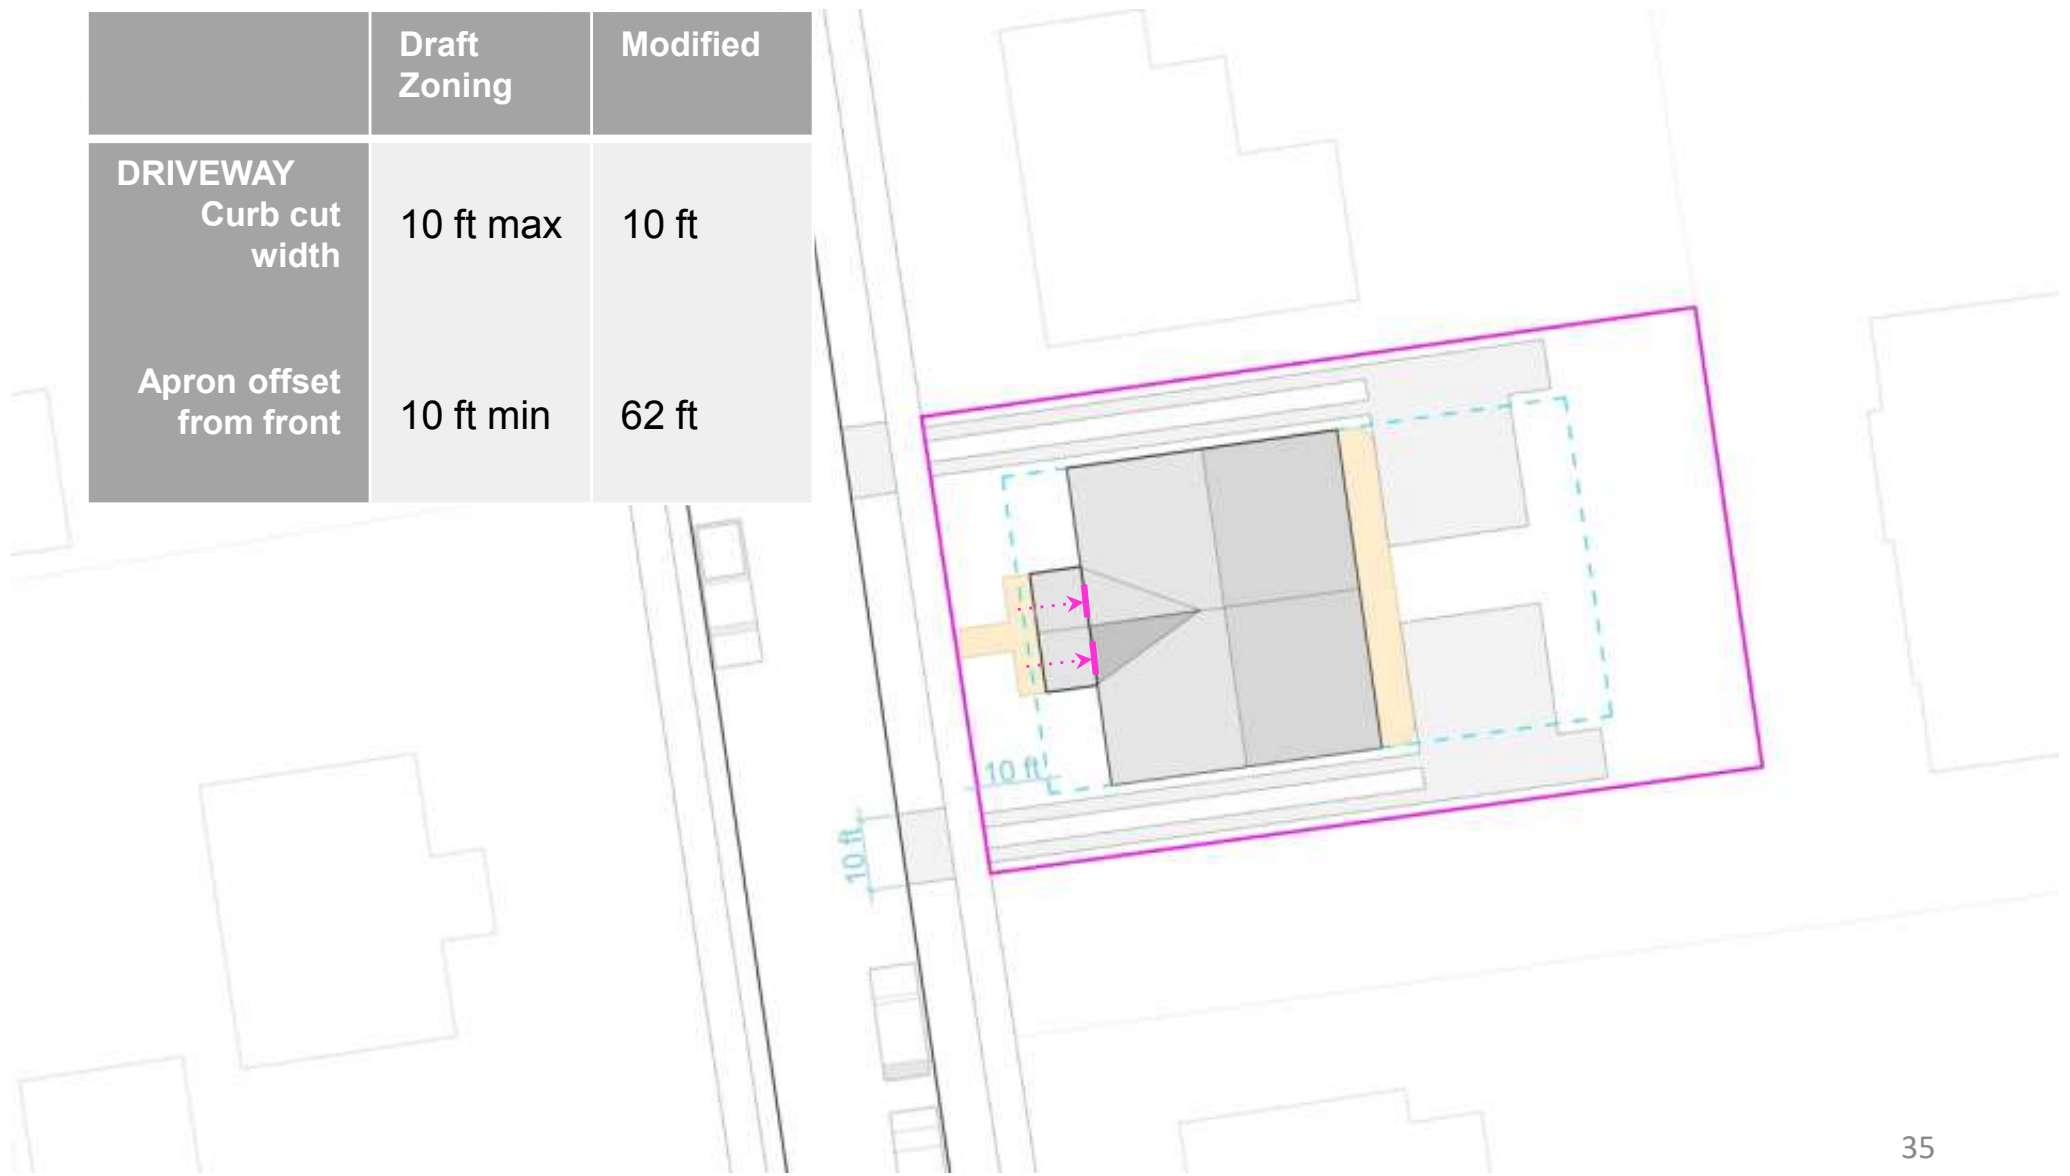 Draft
Zoning
Modified
DRIVEWAY
Curb cut
width
10 ft max
10 ft
Apron offset
from front
10 ft min
62 ft
10 ft
10 ft
35